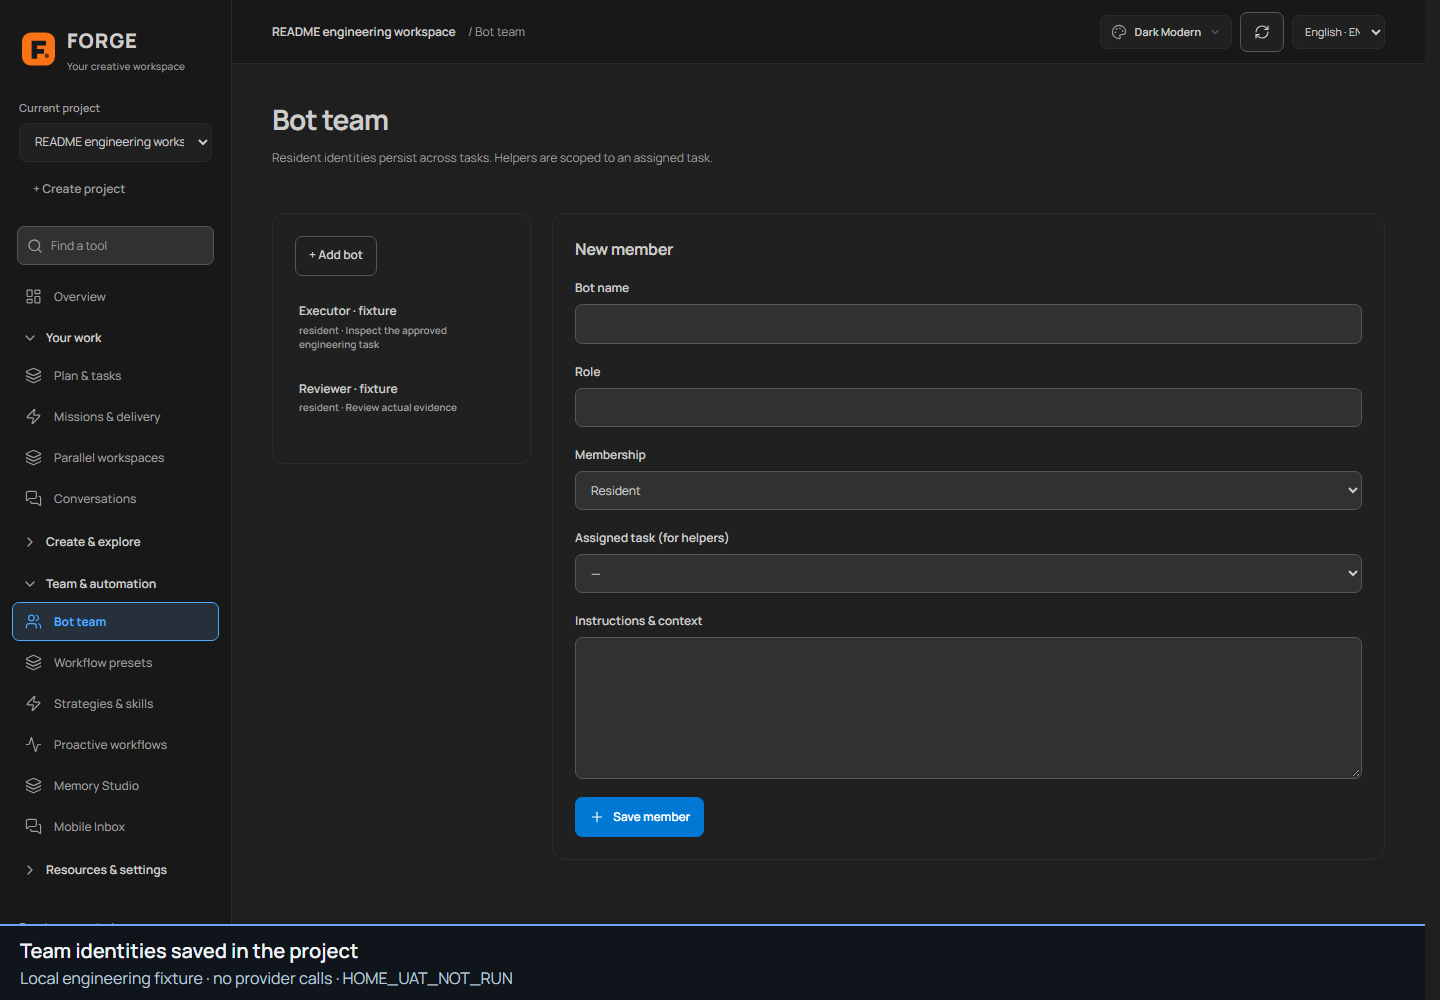 FORGE
Your creative workspace
Current project
README engineering works
+ Create project
Find a tool
Overview
Your work
Plan & tasks
Missions & delivery
Parallel workspaces
Conversations
Create & explore
Team & automation
Bot team
Workflow presets
Strategies & skills
Proactive workflows
Memory Studio
Mobile Inbox
Resources & settings
README engineering workspace / Bot team
Dark Modern
English · EN
Bot team
Resident identities persist across tasks. Helpers are scoped to an assigned task.
+ Add bot
Executor · fixture
resident · Inspect the approved
engineering task
Reviewer · fixture
resident · Review actual evidence
New member
Bot name
Role
Membership
Resident
Assigned task (for helpers)
—
Instructions & context
Save member
Team identities saved in the project
Local engineering fixture · no provider calls · HOME_UAT_NOT_RUN